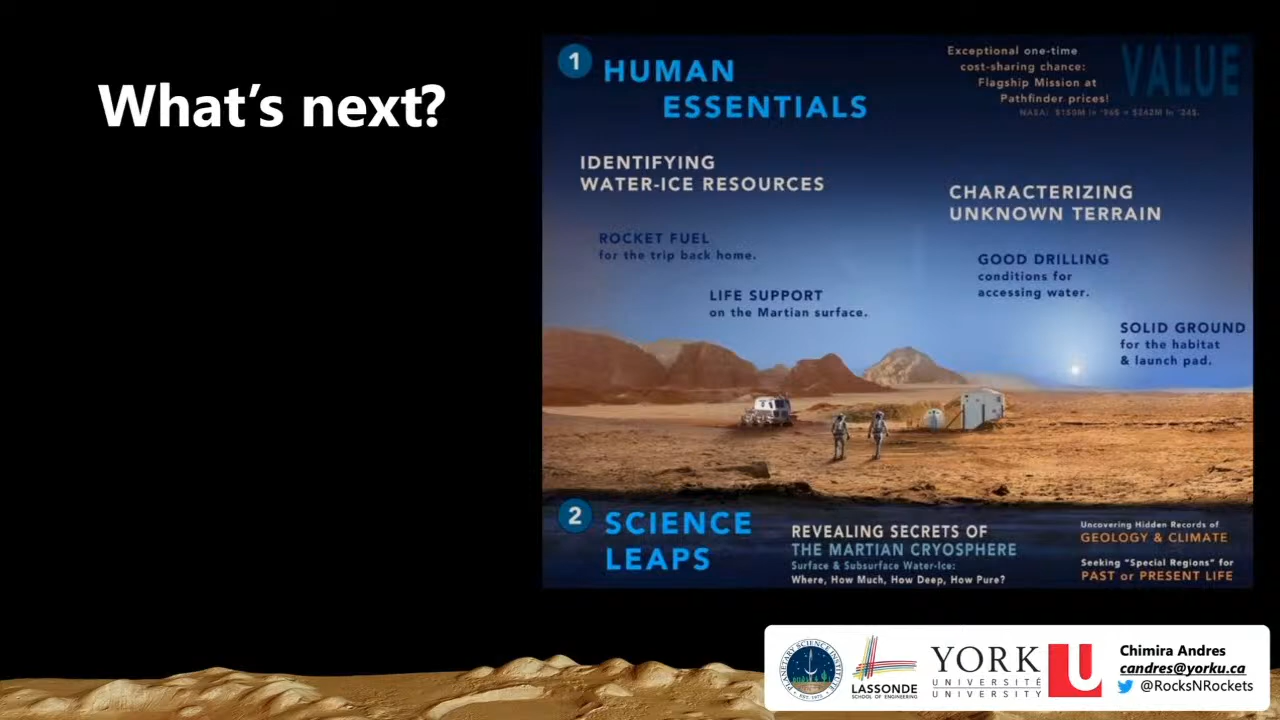 What's next?
1
HUMAN
ESSENTIALS
Exceptional one-time
cost-sharing chance:
Flagship Mission at
Pathfinder prices!
VALUE
IDENTIFYING
WATER-ICE RESOURCES
ROCKET FUEL
for the trip back home.
LIFE SUPPORT
on the Martian surface.
CHARACTERIZING
UNKNOWN TERRAIN
GOOD DRILLING
conditions for
accessing water.
SOLID GROUND
for the habitat
& launch pad.
2
SCIENCE
LEAPS
REVEALING SECRETS OF
THE MARTIAN CRYOSPHERE
Surface & Subsurface Water-Ice:
Where, How Much, How Deep, How Pure?
Uncovering Hidden Records of
GEOLOGY & CLIMATE
Seeking "Special Regions" for
PAST or PRESENT LIFE
PLANETARY SCIENCE INSTITUTE
LASSONDE
SCHOOL OF ENGINEERING
YORK
UNIVERSITÉ
UNIVERSITY
U
Chimira Andres
candres@yorku.ca
@RocksNRockets